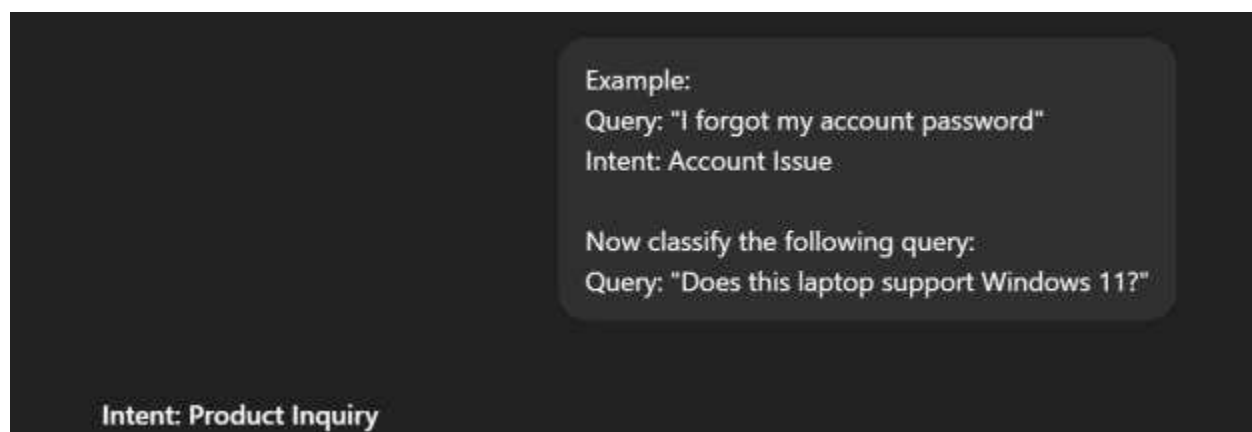 Example:
Query: "I forgot my account password"
Intent: Account Issue
Now classify the following query:
Query: "Does this laptop support Windows 11?"
Intent: Product Inquiry